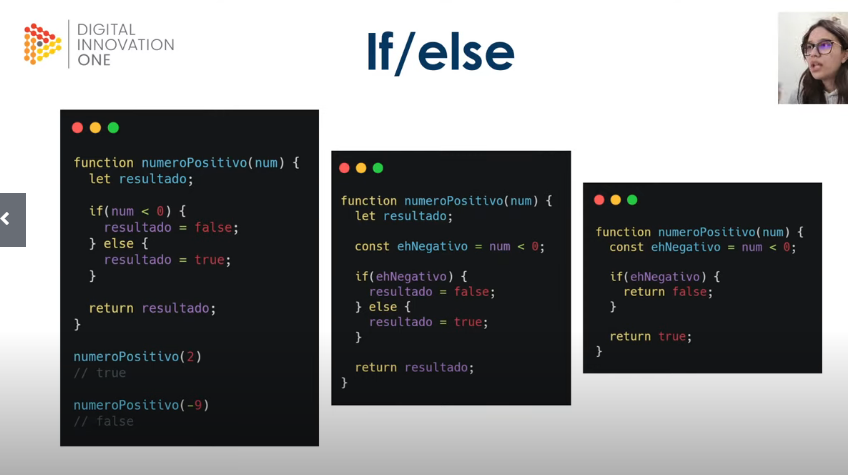 DIGITAL
INNOVATION
ONE
If/else
function numeroPositivo(num) {
let resultado;
if(num < 0) {
resultado = false;
} else {
resultado = true;
}
return resultado;
}
numeroPositivo(2)
// true
numeroPositivo(-9)
// false
function numeroPositivo(num) {
let resultado;
const ehNegativo = num < 0;
if(ehNegativo) {
resultado = false;
} else {
resultado = true;
}
return resultado;
}
function numeroPositivo(num) {
const ehNegativo = num < 0;
if(ehNegativo) {
return false;
}
return true;
}